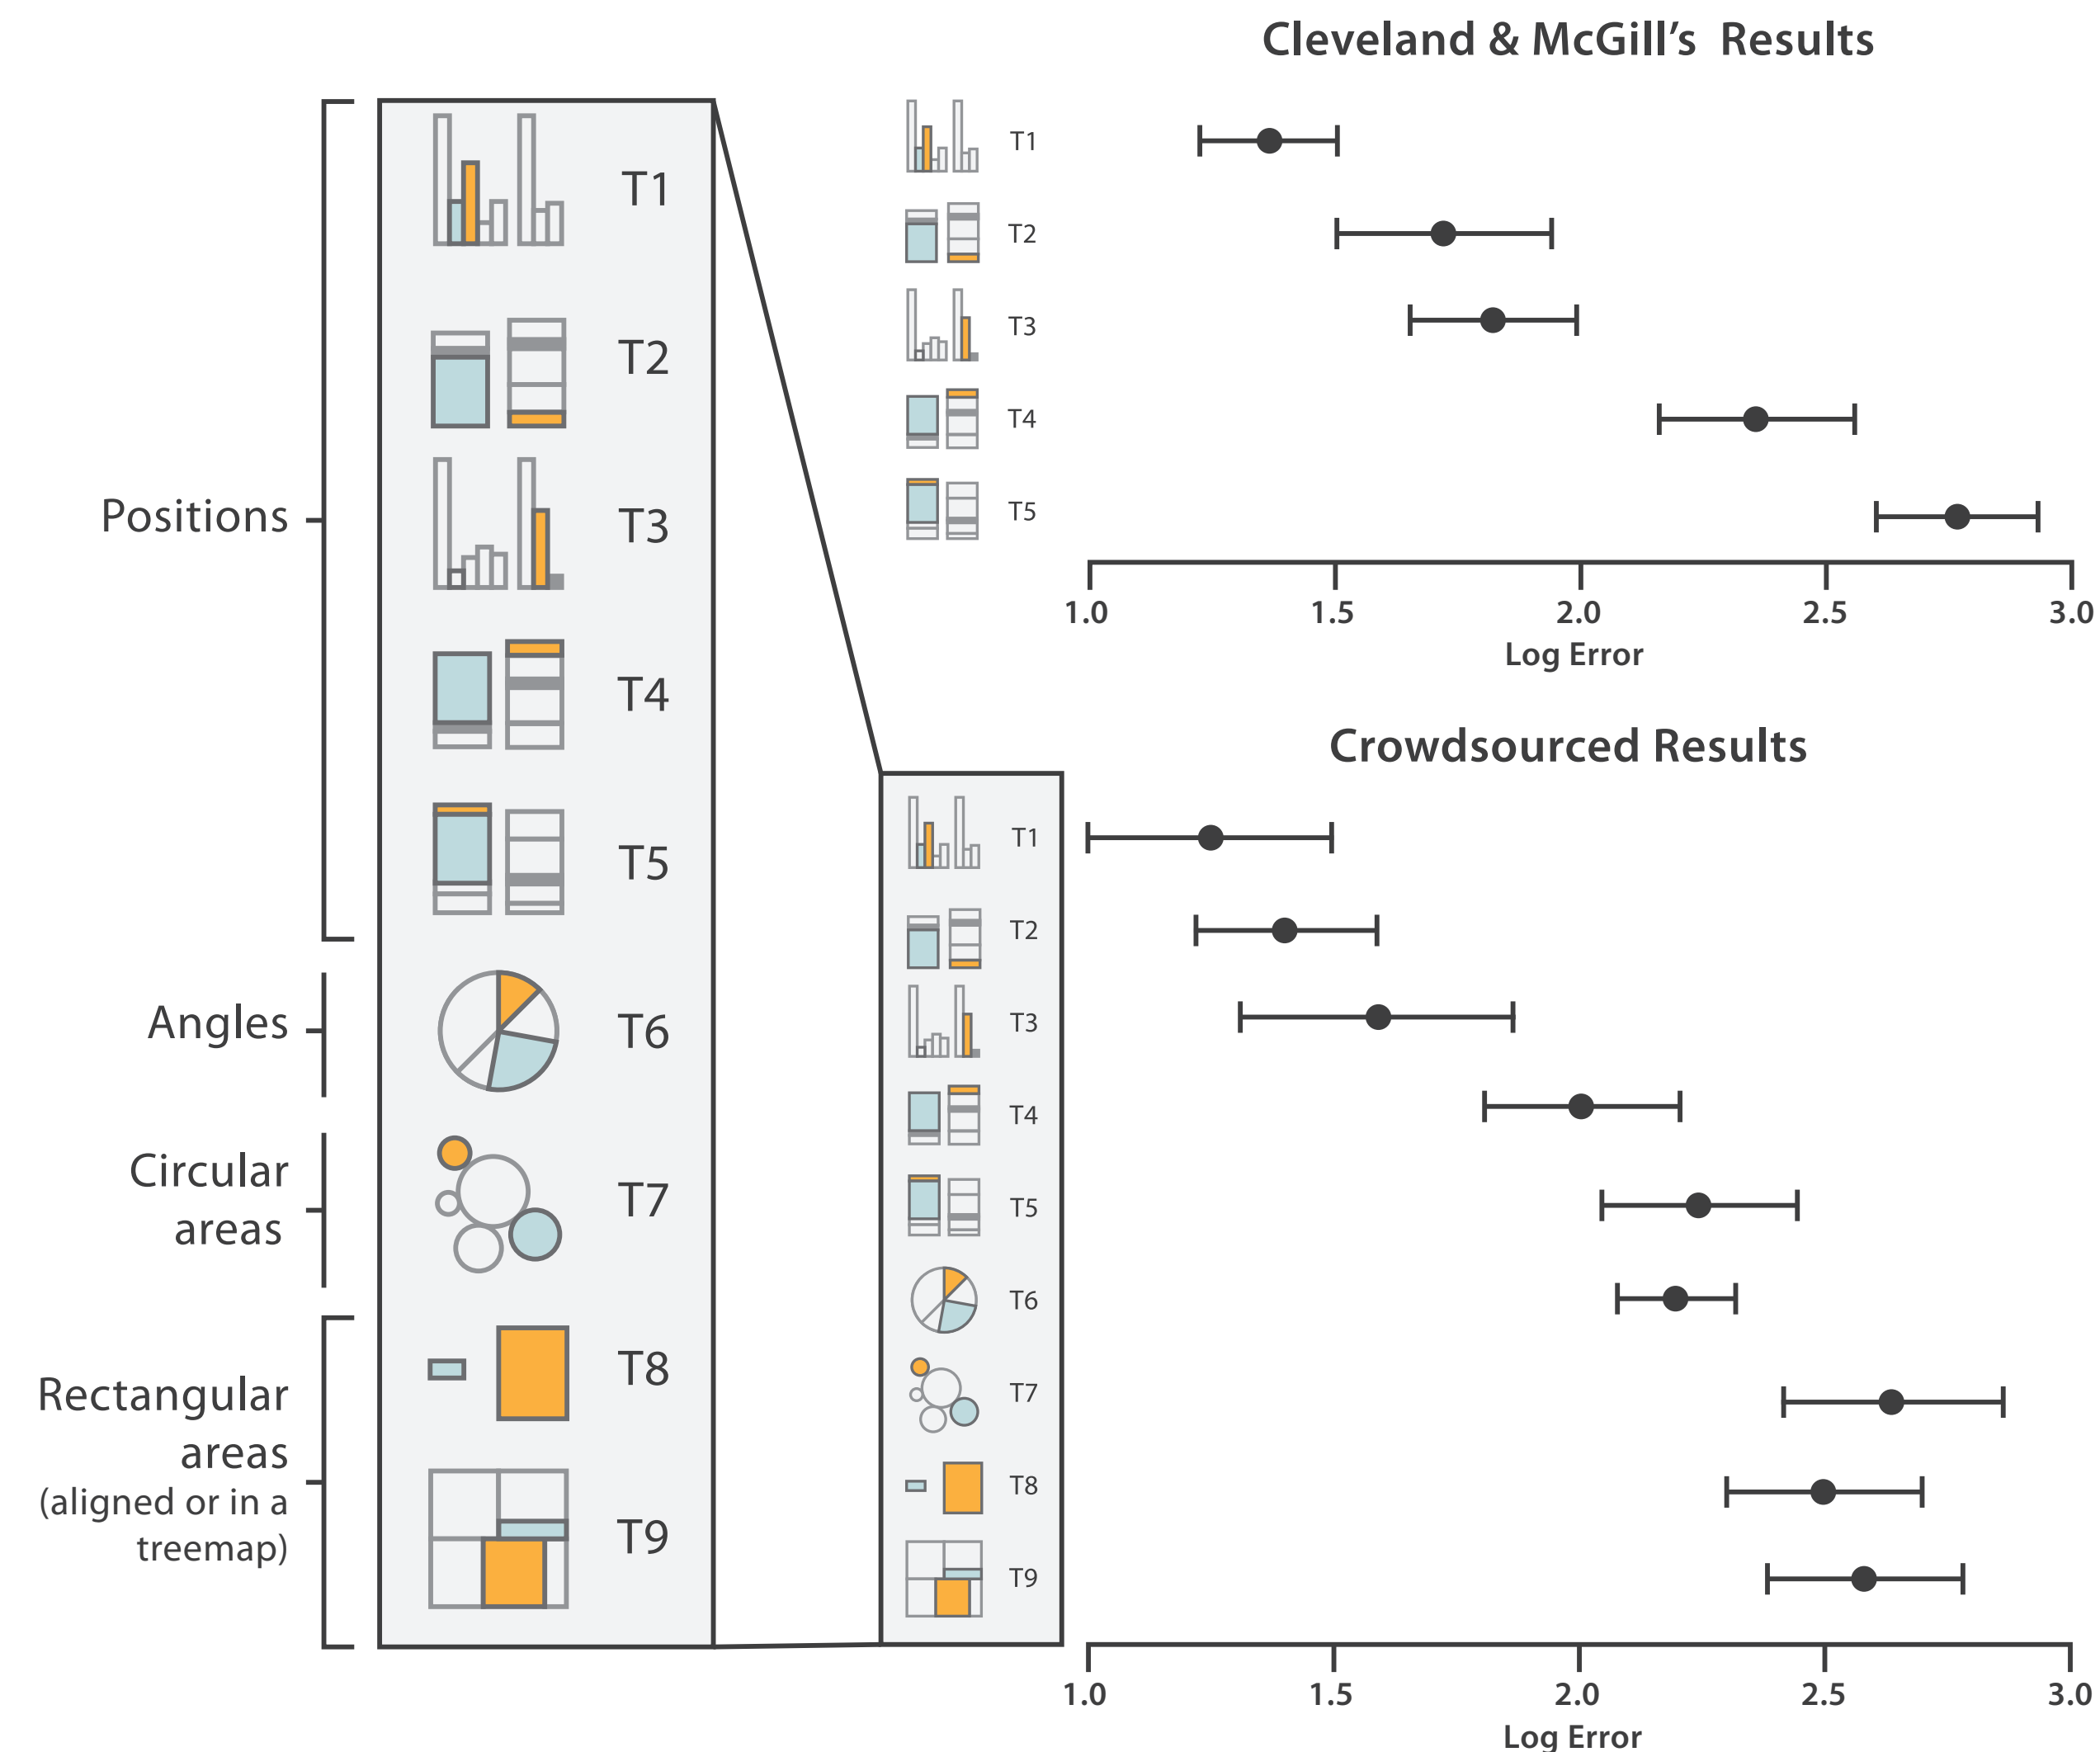 Cleveland & McGill's Results
T1
T2
T3
T4
T5
1.0 1.5 2.0 2.5 3.0
Log Error
Positions
Angles
Circular
areas
Rectangular
areas
(aligned or in a
treemap)
T1
T2
T3
T4
T5
T6
T7
T8
T9
Crowdsourced Results
T1
T2
T3
T4
T5
T6
T7
T8
T9
1.0 1.5 2.0 2.5 3.0
Log Error